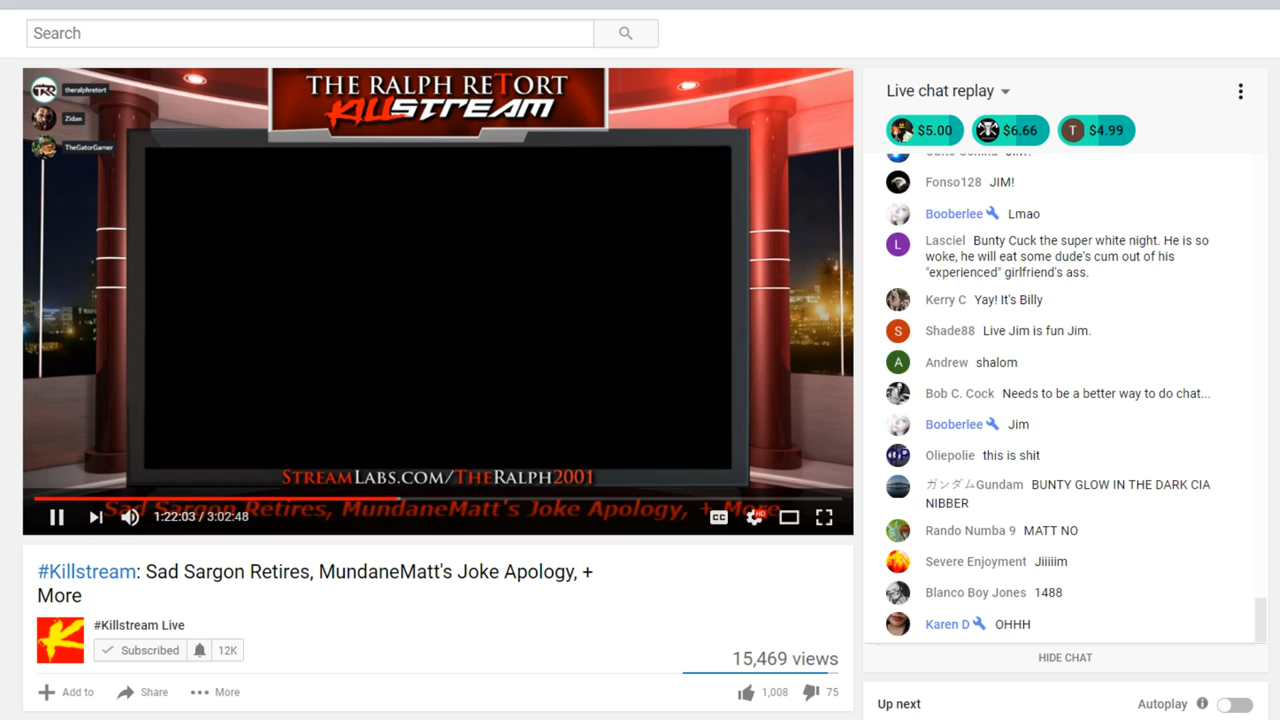 Search
theralphretort
Zidan
TheGatorGamer
THE RALPH RETORT
KILLSTREAM
STREAMLABS.COM/THERALPH2001
Sad Sargon Retires, MundaneMatt's Joke Apology, + More
1:22:03 / 3:02:48
CC
HD
#Killstream: Sad Sargon Retires, MundaneMatt's Joke Apology, +
More
#Killstream Live
Subscribed 12K
15,469 views
Add to Share More
1,008 75
Live chat replay
$5.00 $6.66 T $4.99
Fonso128 JIM!
Booberlee Lmao
L Lasciel Bunty Cuck the super white night. He is so
woke, he will eat some dude's cum out of his
"experienced" girlfriend's ass.
Kerry C Yay! It's Billy
S Shade88 Live Jim is fun Jim.
A Andrew shalom
Bob C. Cock Needs to be a better way to do chat...
Booberlee Jim
Oliepolie this is shit
ガンダムGundam BUNTY GLOW IN THE DARK CIA
NIBBER
Rando Numba 9 MATT NO
Severe Enjoyment Jiiiiim
Blanco Boy Jones 1488
Karen D OHHH
HIDE CHAT
Up next Autoplay